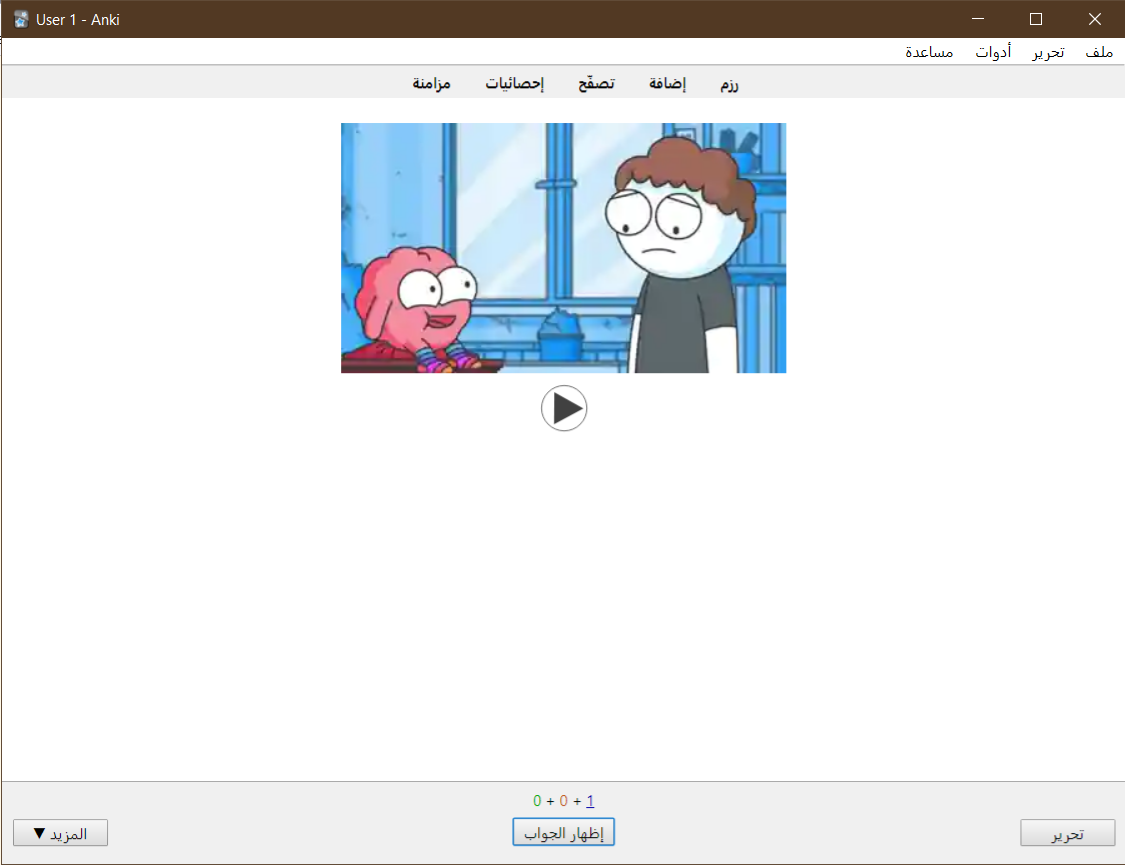 User 1 - Anki
ملف تحرير أدوات مساعدة
رزم إضافة تصفّح إحصائيات مزامنة
0 + 0 + 1
تحرير إظهار الجواب المزيد ▼